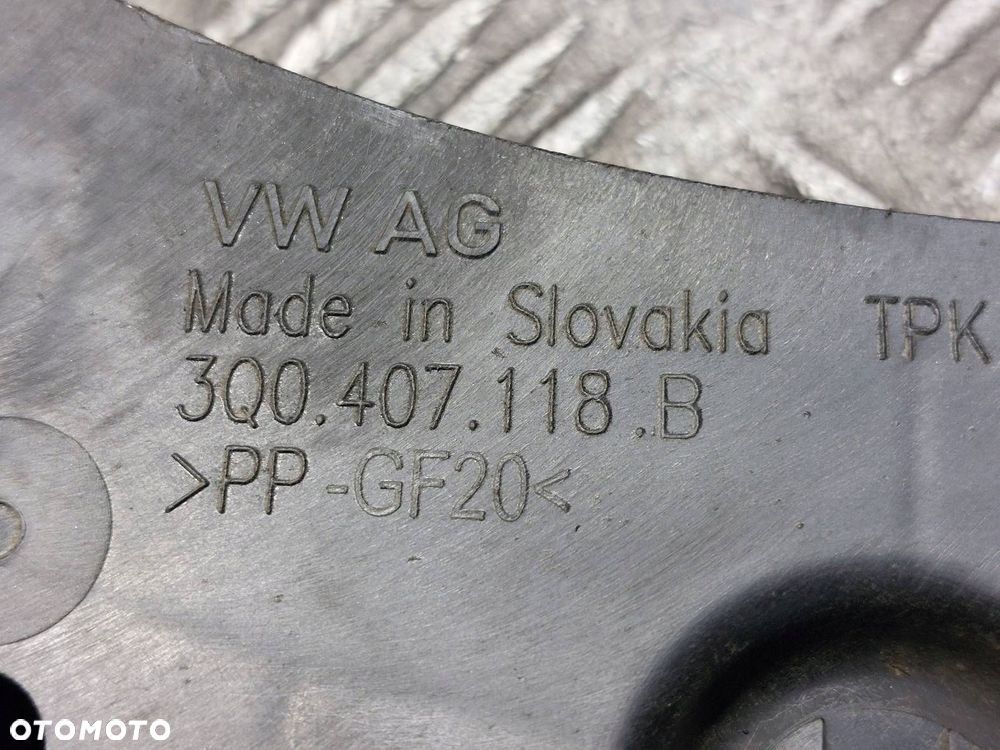 VW AG
Made in Slovakia TPK
3Q0.407.118.B
>PP-GF20<
OTOMOTO